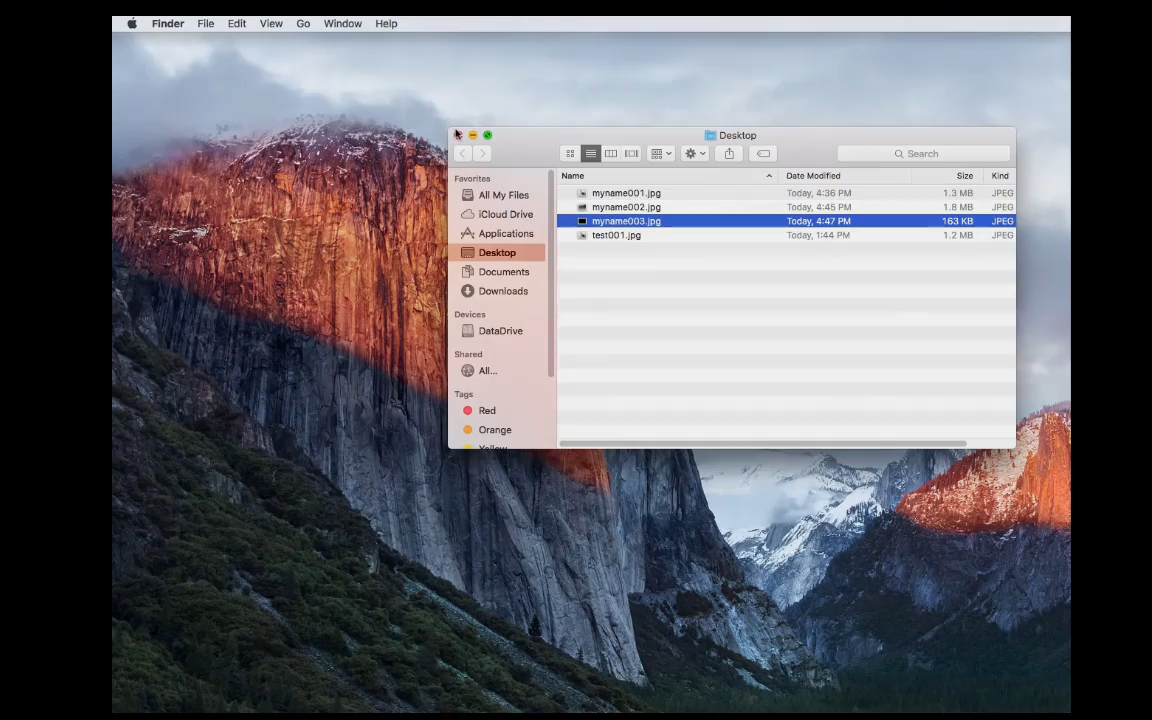 Finder File Edit View Go Window Help
Desktop
Search
Name Date Modified Size Kind
Favorites
All My Files
iCloud Drive
Applications
Desktop
Documents
Downloads
Devices
DataDrive
Shared
All...
Tags
Red
Orange
Yellow
myname001.jpg Today, 4:36 PM 1.3 MB JPEG
myname002.jpg Today, 4:45 PM 1.8 MB JPEG
myname003.jpg Today, 4:47 PM 163 KB JPEG
test001.jpg Today, 1:44 PM 1.2 MB JPEG